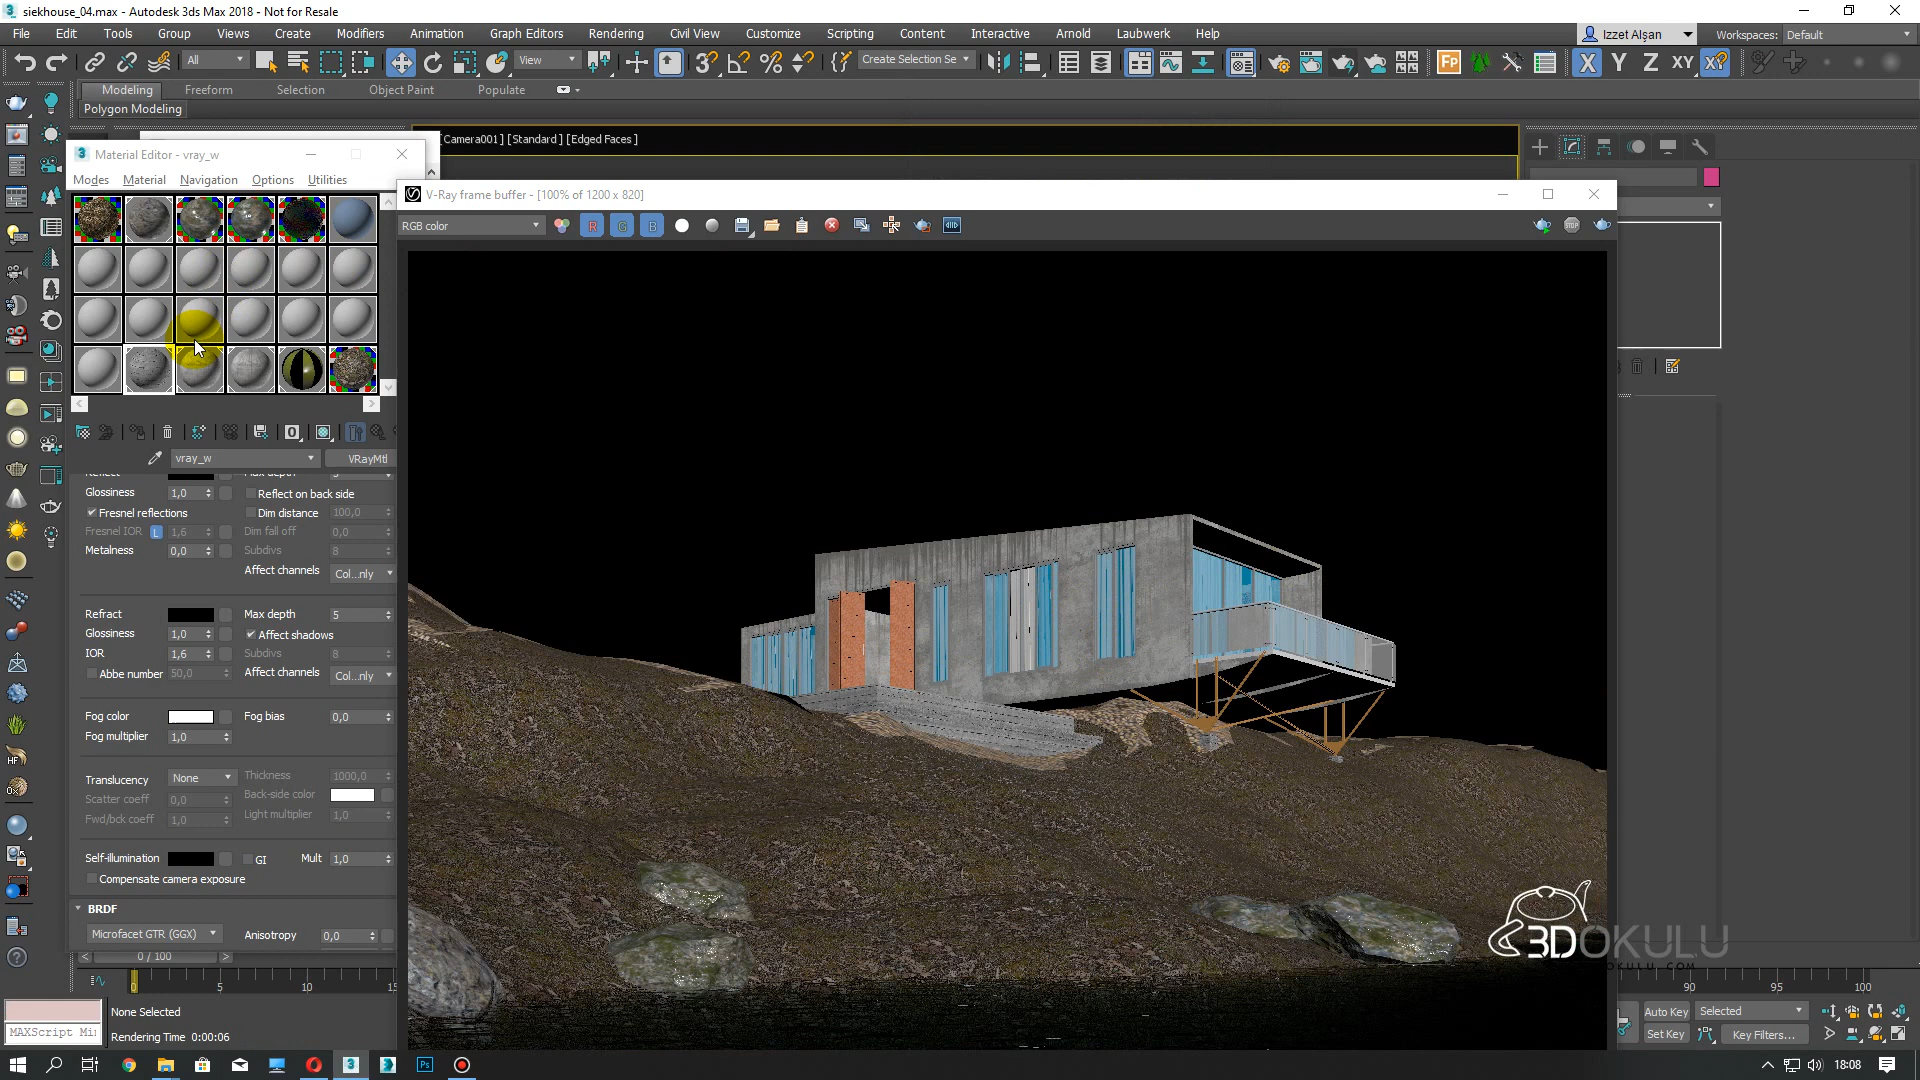 siekhouse_04.max - Autodesk 3ds Max 2018 - Not for Resale
File Edit Tools Group Views Create Modifiers Animation Graph Editors Rendering Civil View Customize Scripting Content Interactive Arnold Laubwerk Help
Izzet Alşan Workspaces: Default
All View Create Selection Se FP X Y Z XY
Modeling Freeform Selection Object Paint Populate
Polygon Modeling
[Camera001] [Standard] [Edged Faces]
Material Editor - vray_w
Modes Material Navigation Options Utilities
V-Ray frame buffer - [100% of 1200 x 820]
RGB color R G B STOP
vray_w VRayMtl
Glossiness 1,0 Reflect on back side
Fresnel reflections Dim distance 100,0
Fresnel IOR L 1,6 Dim fall off 0,0
Metalness 0,0 Subdivs 8
Affect channels Col...nly
Refract Max depth 5
Glossiness 1,0 Affect shadows
IOR 1,6 Subdivs 8
Abbe number 50,0 Affect channels Col...nly
Fog color Fog bias 0,0
Fog multiplier 1,0
Translucency None Thickness 1000,0
Scatter coeff 0,0 Back-side color
Fwd/bck coeff 1,0 Light multiplier 1,0
Self-illumination GI Mult 1,0
Compensate camera exposure
BRDF
Microfacet GTR (GGX) Anisotropy 0,0
3DOKULU
OKULU.COM
< 0 / 100 >
0 5 10 15 90 95 100
None Selected Auto Key Selected
MAXScript Mi Rendering Time 0:00:06 Set Key Key Filters...
18:08